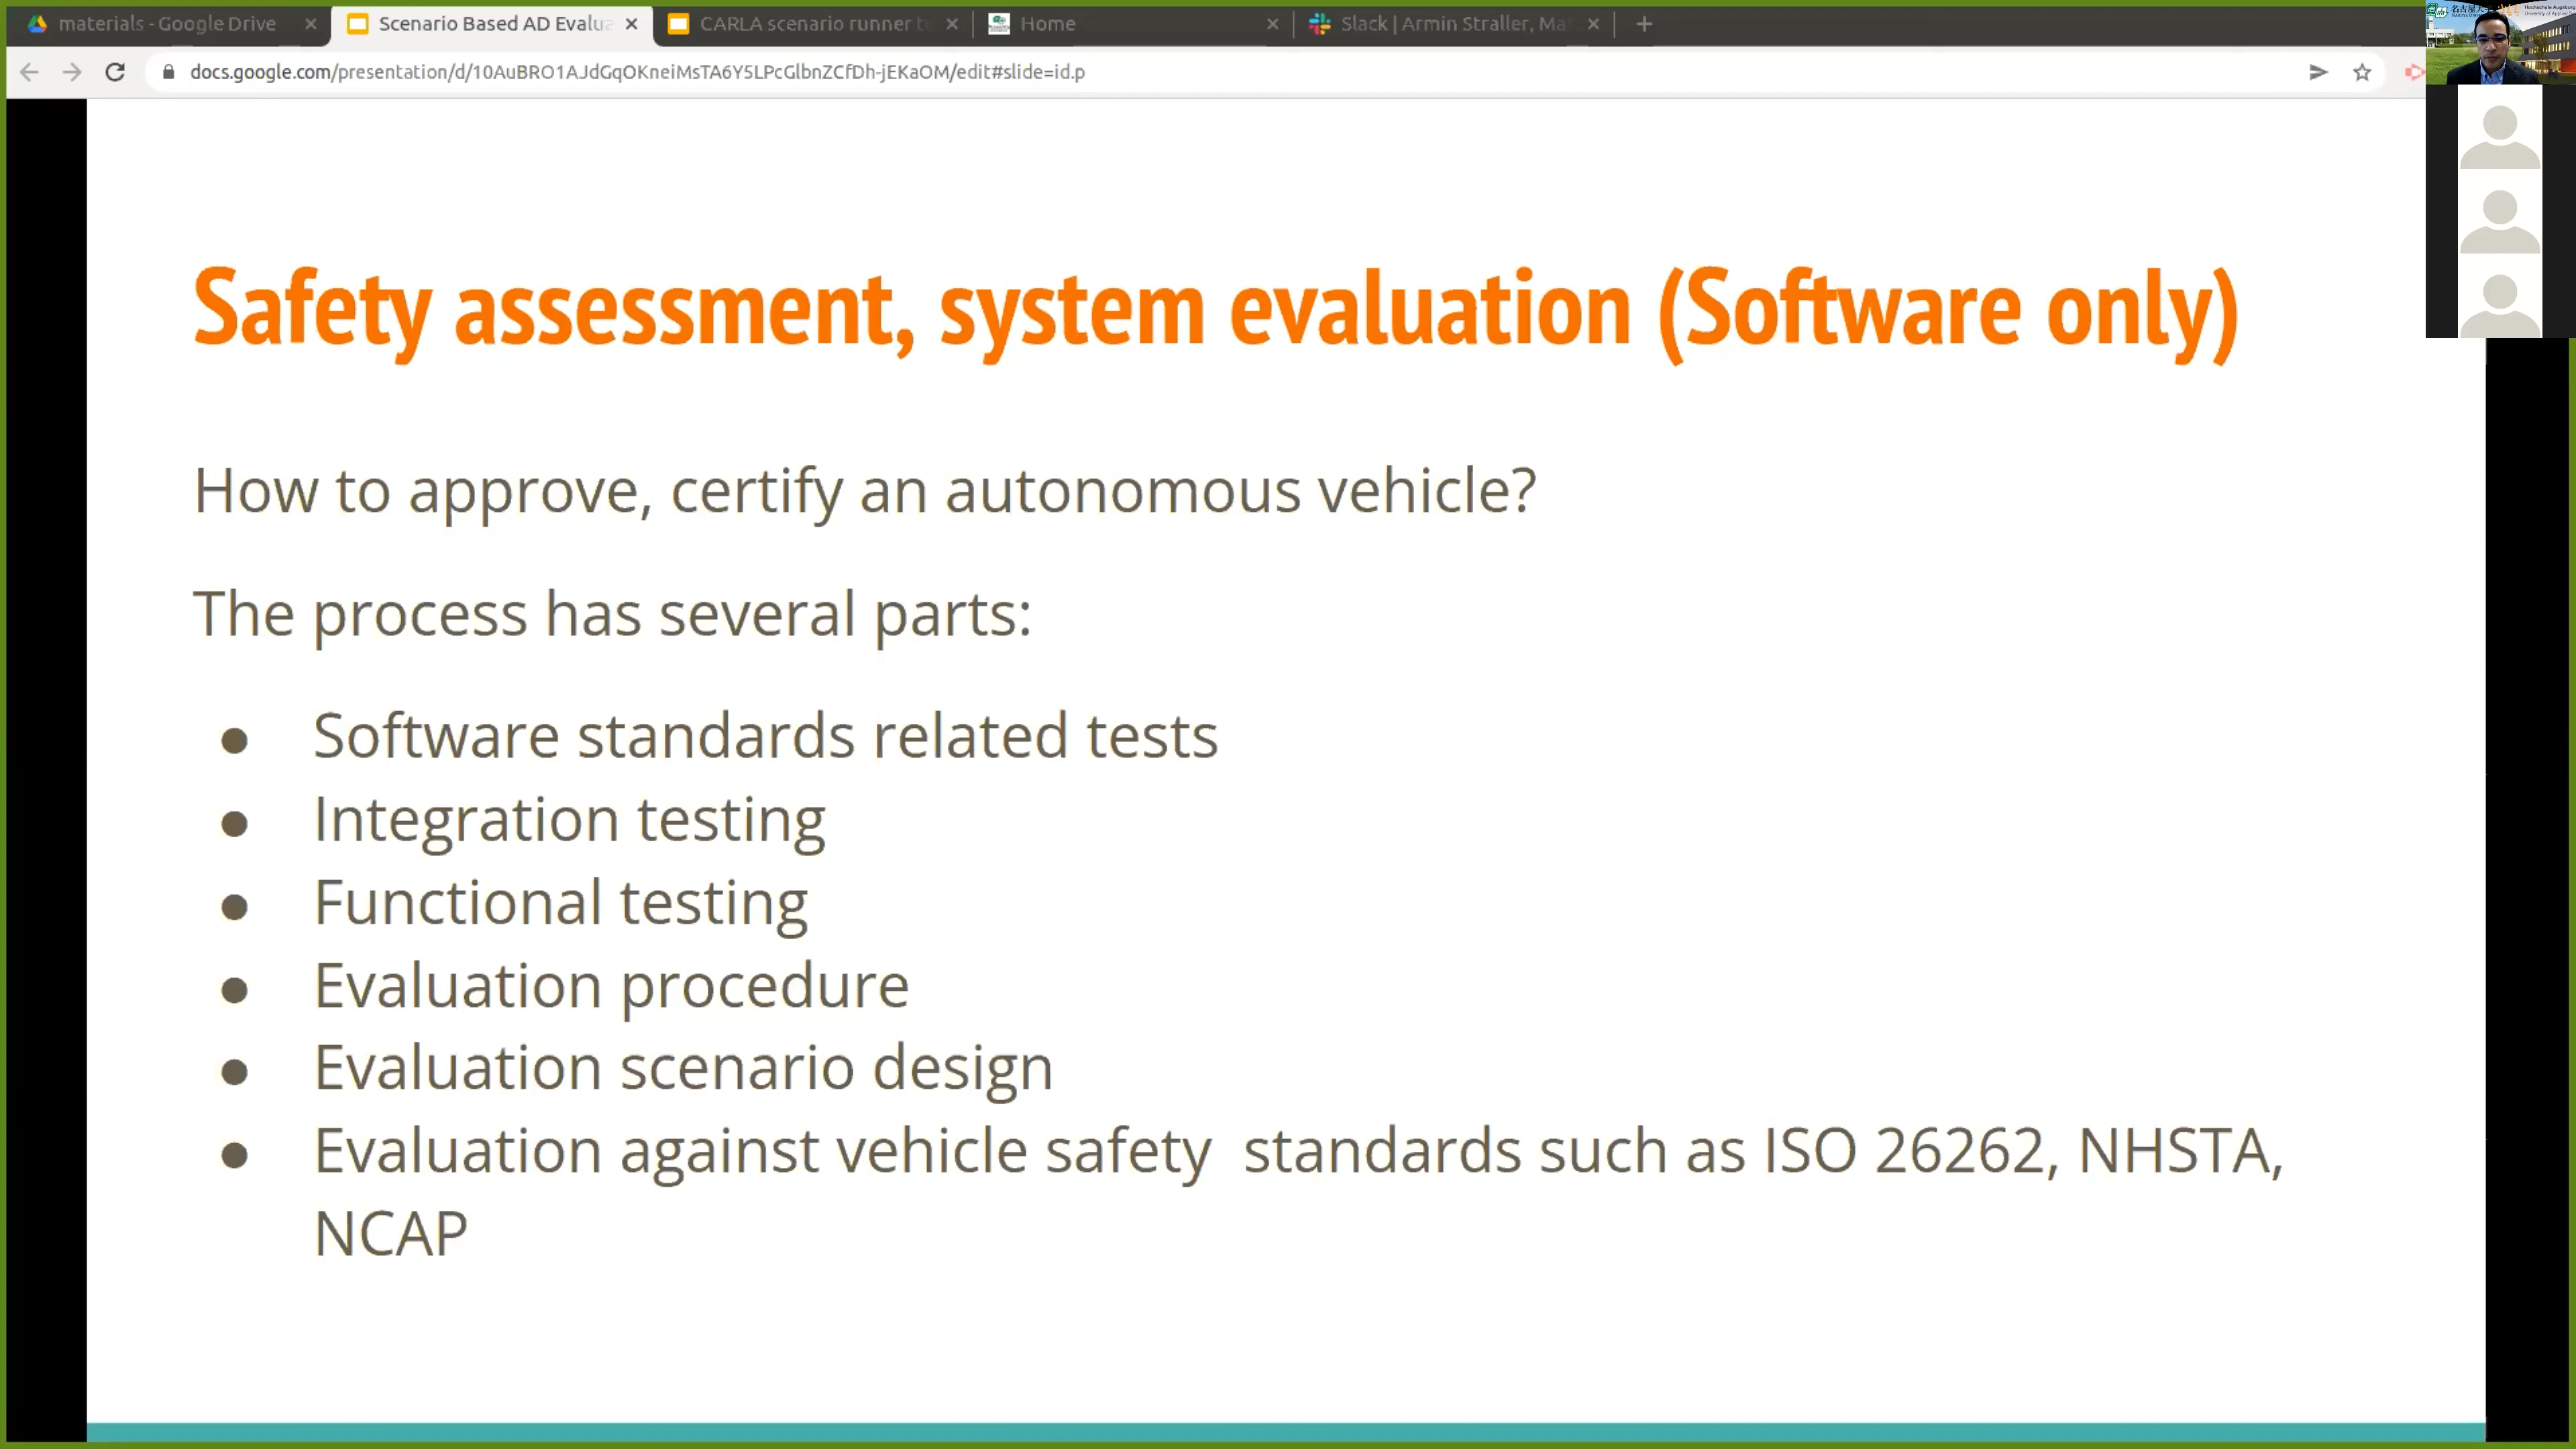 materials - Google Drive
Scenario Based AD Evalua
CARLA scenario runner tu
Home
Slack | Armin Straller, Ma
docs.google.com/presentation/d/10AuBRO1AJdGqOKneiMsTA6Y5LPcGlbnZCfDh-jEKaOM/edit#slide=id.p
Safety assessment, system evaluation (Software only)
How to approve, certify an autonomous vehicle?
The process has several parts:
● Software standards related tests
● Integration testing
● Functional testing
● Evaluation procedure
● Evaluation scenario design
● Evaluation against vehicle safety  standards such as ISO 26262, NHSTA,
NCAP